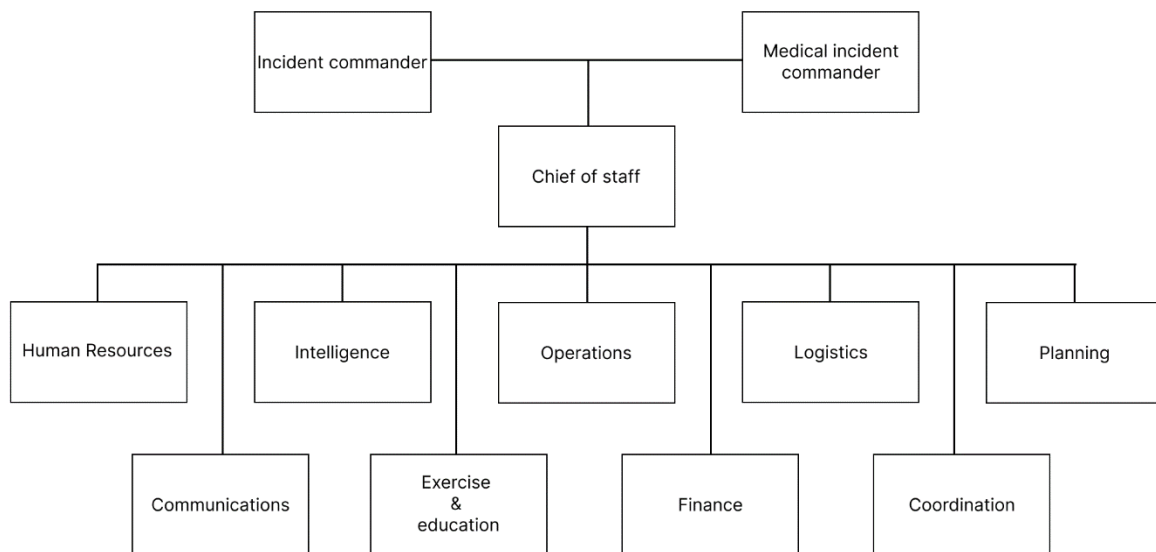 Incident commander
Medical incident
commander
Chief of staff
Human Resources
Intelligence
Operations
Logistics
Planning
Communications
Exercise
&
education
Finance
Coordination